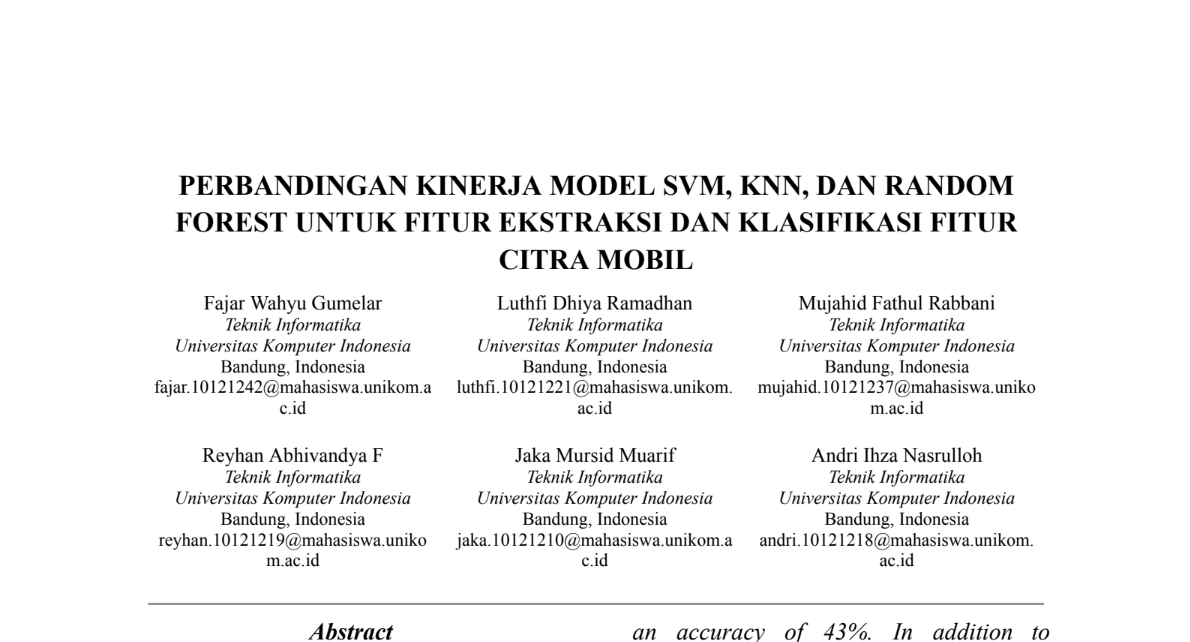 PERBANDINGAN KINERJA MODEL SVM, KNN, DAN RANDOM
FOREST UNTUK FITUR EKSTRAKSI DAN KLASIFIKASI FITUR
CITRA MOBIL
Fajar Wahyu Gumelar
Teknik Informatika
Universitas Komputer Indonesia
Bandung, Indonesia
fajar.10121242@mahasiswa.unikom.a
c.id
Luthfi Dhiya Ramadhan
Teknik Informatika
Universitas Komputer Indonesia
Bandung, Indonesia
luthfi.10121221@mahasiswa.unikom.
ac.id
Mujahid Fathul Rabbani
Teknik Informatika
Universitas Komputer Indonesia
Bandung, Indonesia
mujahid.10121237@mahasiswa.uniko
m.ac.id
Reyhan Abhivandya F
Teknik Informatika
Universitas Komputer Indonesia
Bandung, Indonesia
reyhan.10121219@mahasiswa.uniko
m.ac.id
Jaka Mursid Muarif
Teknik Informatika
Universitas Komputer Indonesia
Bandung, Indonesia
jaka.10121210@mahasiswa.unikom.a
c.id
Andri Ihza Nasrulloh
Teknik Informatika
Universitas Komputer Indonesia
Bandung, Indonesia
andri.10121218@mahasiswa.unikom.
ac.id
Abstract
an accuracy of 43%. In addition to